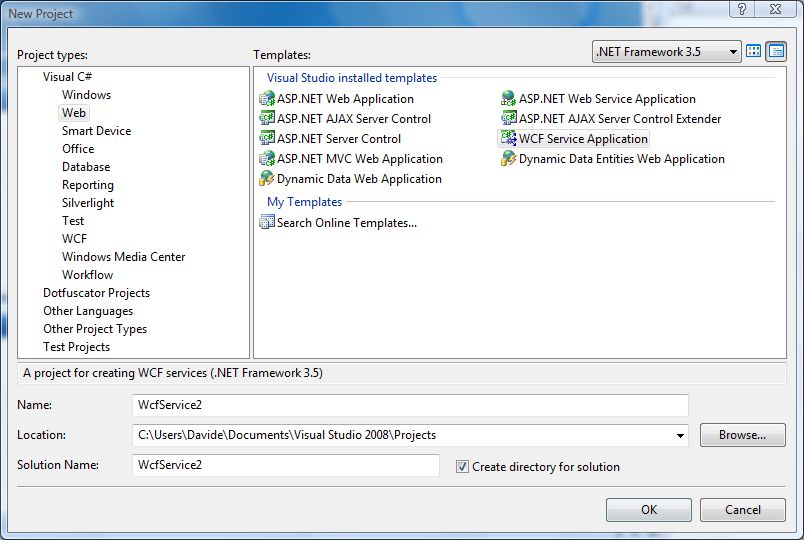 New Project
Project types:
Templates:
.NET Framework 3.5
Visual C#
Windows
Web
Smart Device
Office
Database
Reporting
Silverlight
Test
WCF
Windows Media Center
Workflow
Dotfuscator Projects
Other Languages
Other Project Types
Test Projects
Visual Studio installed templates
ASP.NET Web Application
ASP.NET Web Service Application
ASP.NET AJAX Server Control
ASP.NET AJAX Server Control Extender
ASP.NET Server Control
WCF Service Application
ASP.NET MVC Web Application
Dynamic Data Entities Web Application
Dynamic Data Web Application
My Templates
Search Online Templates...
A project for creating WCF services (.NET Framework 3.5)
Name:
WcfService2
Location:
C:\Users\Davide\Documents\Visual Studio 2008\Projects
Browse...
Solution Name:
WcfService2
Create directory for solution
OK
Cancel